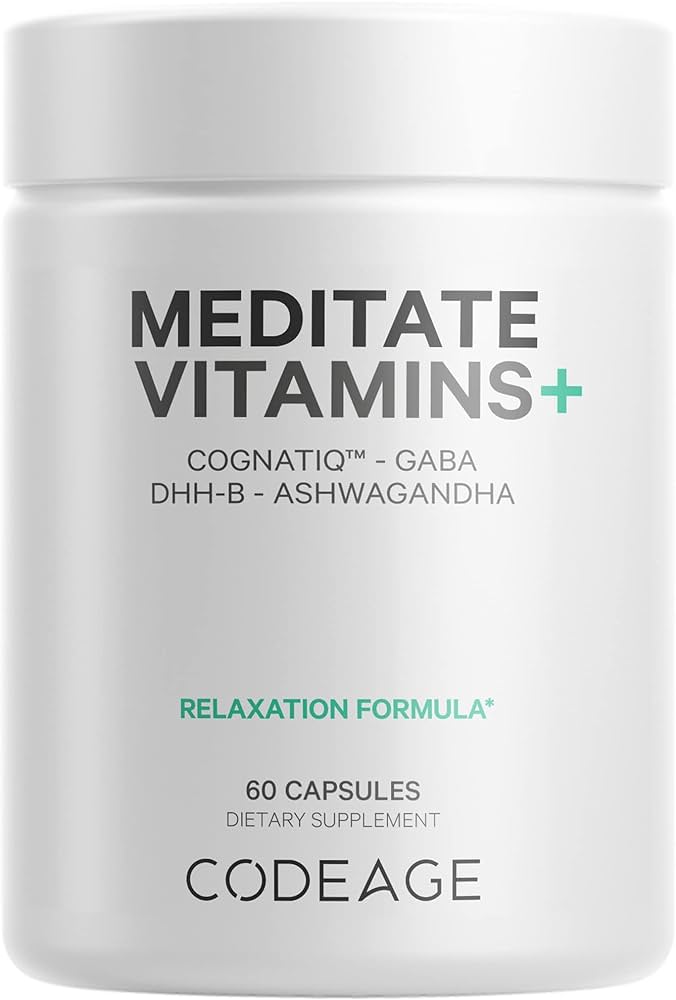 MEDITATE
VITAMINS+
COGNATIQ™ - GABA
DHH-B - ASHWAGANDHA
RELAXATION FORMULA*
60 CAPSULES
DIETARY SUPPLEMENT
CODEAGE